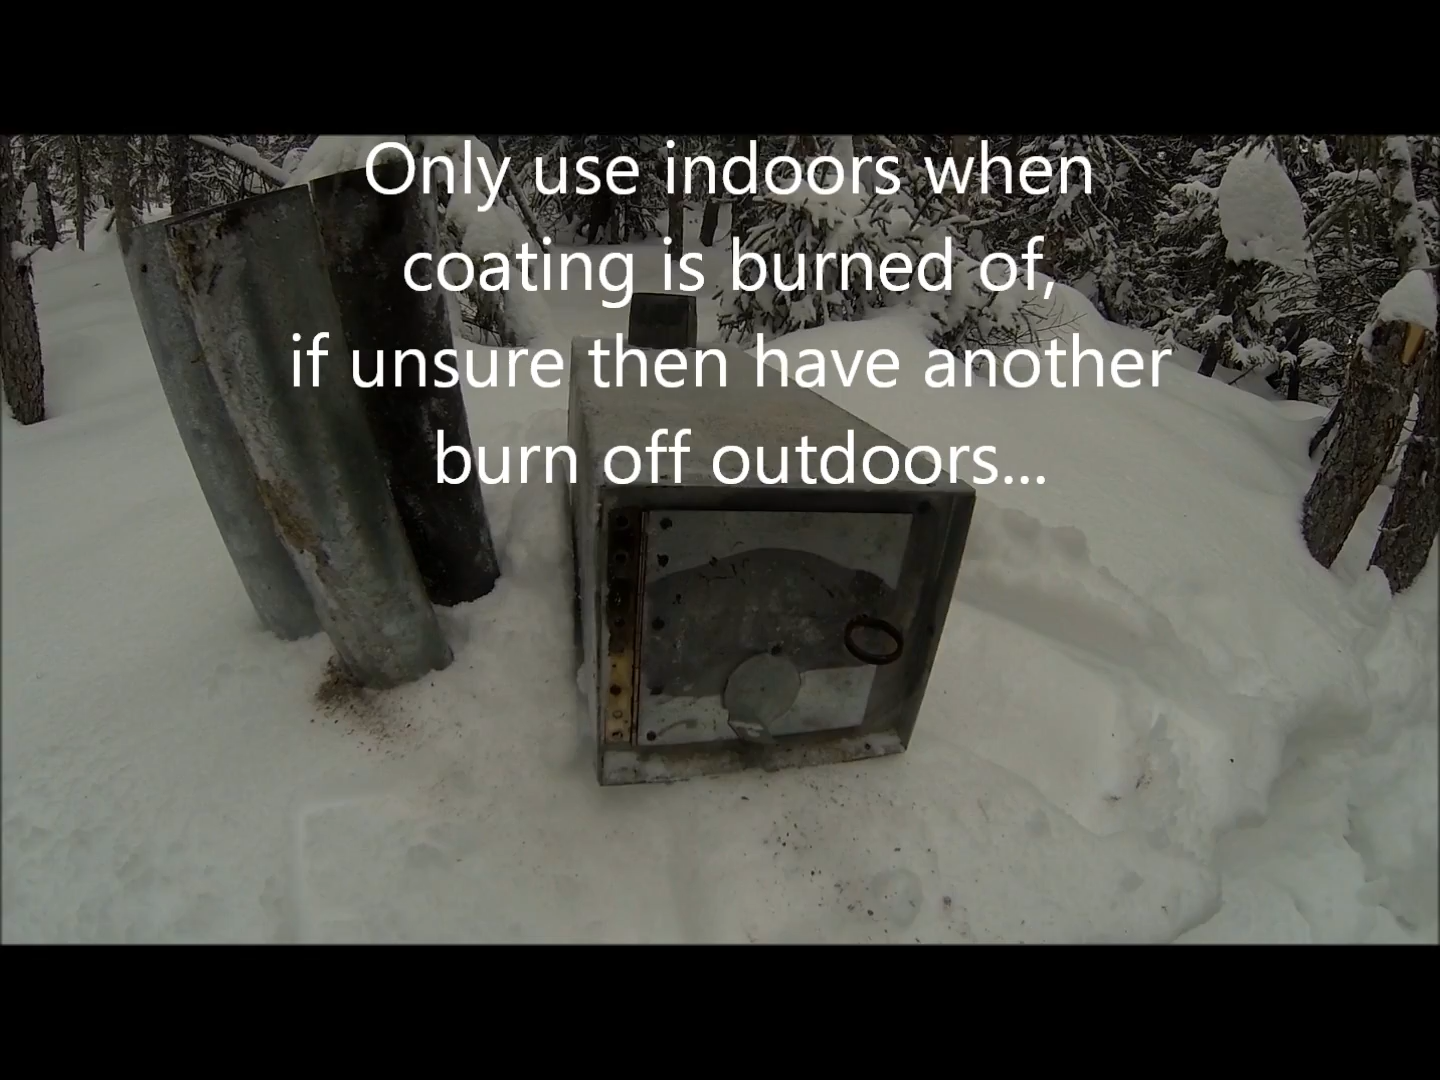 Only use indoors when
coating is burned of,
if unsure then have another
burn off outdoors...